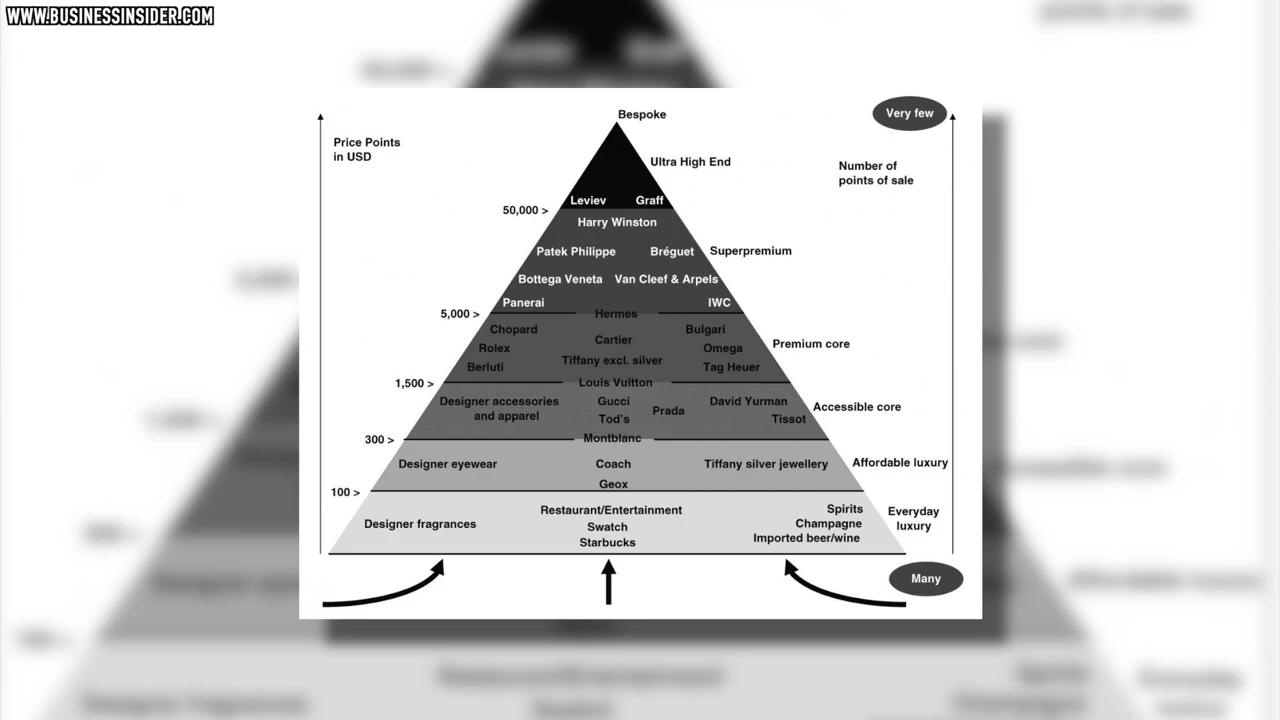 WWW.BUSINESSINSIDER.COM
Bespoke
Very few
Price Points
in USD
Ultra High End
Number of
points of sale
Leviev Graff
50,000 >
Harry Winston
Patek Philippe Bréguet Superpremium
Bottega Veneta Van Cleef & Arpels
Panerai IWC
5,000 > Hermes
Chopard Bulgari
Cartier Premium core
Rolex Omega
Tiffany excl. silver
Berluti Tag Heuer
1,500 > Louis Vuitton
Designer accessories
and apparel
Gucci
Tod's
Prada
David Yurman
Tissot
Accessible core
300 > Montblanc
Designer eyewear Coach Tiffany silver jewellery Affordable luxury
Geox
100 >
Restaurant/Entertainment
Designer fragrances
Swatch
Starbucks
Spirits
Champagne
Imported beer/wine
Everyday
luxury
Many